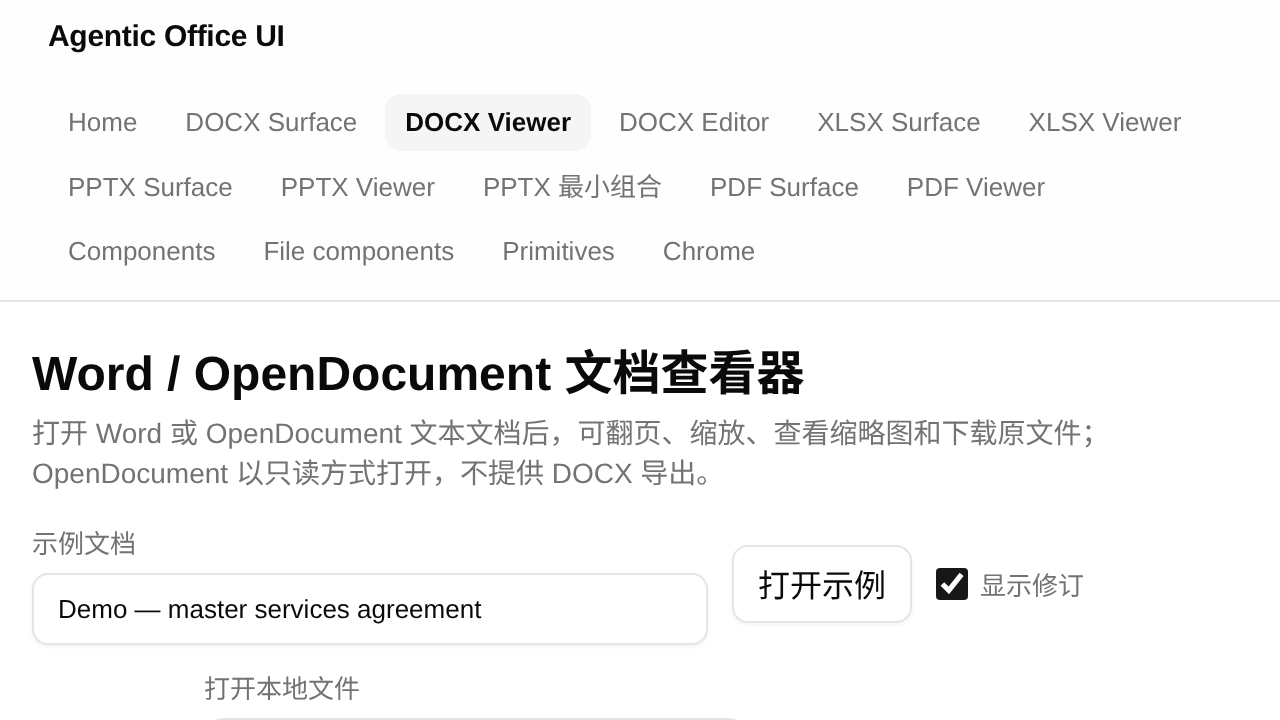 Agentic Office UI
Home DOCX Surface DOCX Viewer DOCX Editor XLSX Surface XLSX Viewer
PPTX Surface PPTX Viewer PPTX 最小组合 PDF Surface PDF Viewer
Components File components Primitives Chrome
Word / OpenDocument 文档查看器
打开 Word 或 OpenDocument 文本文档后，可翻页、缩放、查看缩略图和下载原文件；
OpenDocument 以只读方式打开，不提供 DOCX 导出。
示例文档
Demo — master services agreement
打开示例
显示修订
打开本地文件